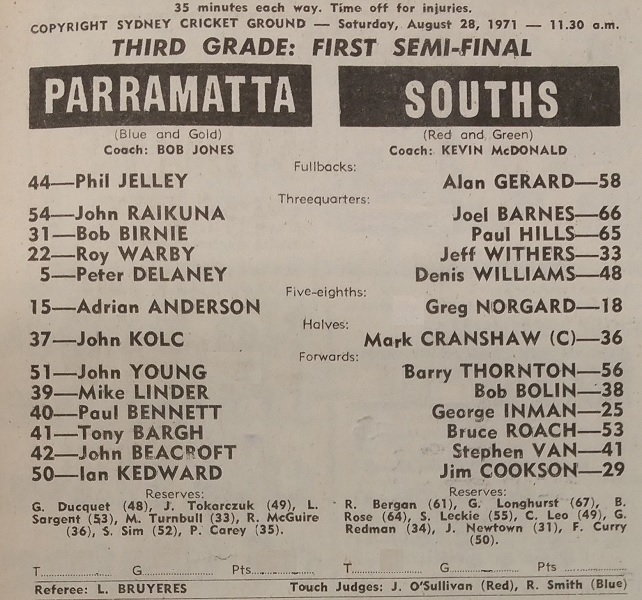 35 minutes each way. Time off for injuries.
COPYRIGHT SYDNEY CRICKET GROUND — Saturday, August 28, 1971 — 11.30 a.m.
THIRD GRADE: FIRST SEMI-FINAL
PARRAMATTA SOUTHS
(Blue and Gold) (Red and Green)
Coach: BOB JONES Coach: KEVIN McDONALD
Fullbacks:
44—Phil JELLEY Alan GERARD—58
Threequarters:
54—John RAIKUNA Joel BARNES—66
31—Bob BIRNIE Paul HILLS—65
22—Roy WARBY Jeff WITHERS—33
5—Peter DELANEY Denis WILLIAMS—48
Five-eighths:
15—Adrian ANDERSON Greg NORGARD—18
Halves:
37—John KOLC Mark CRANSHAW (C)—36
Forwards:
51—John YOUNG Barry THORNTON—56
39—Mike LINDER Bob BOLIN—38
40—Paul BENNETT George INMAN—25
41—Tony BARGH Bruce ROACH—53
42—John BEACROFT Stephen VAN—41
50—Ian KEDWARD Jim COOKSON—29
Reserves: Reserves:
G. Ducquet (48), J. Tokarczuk (49), L. R. Bergan (61), G. Longhurst (67), B.
Sargent (53), M. Turnbull (33), R. McGuire Rose (64), S. Leckie (55), C. Leo (49), G.
(36), S. Sim (52), P. Carey (35). Redman (34), J. Newtown (31), F. Curry
(50).
T.................. G.................. Pts.................. T.................. G.................. Pts..................
Referee: L. BRUYERES Touch Judges: J. O'Sullivan (Red), R. Smith (Blue)